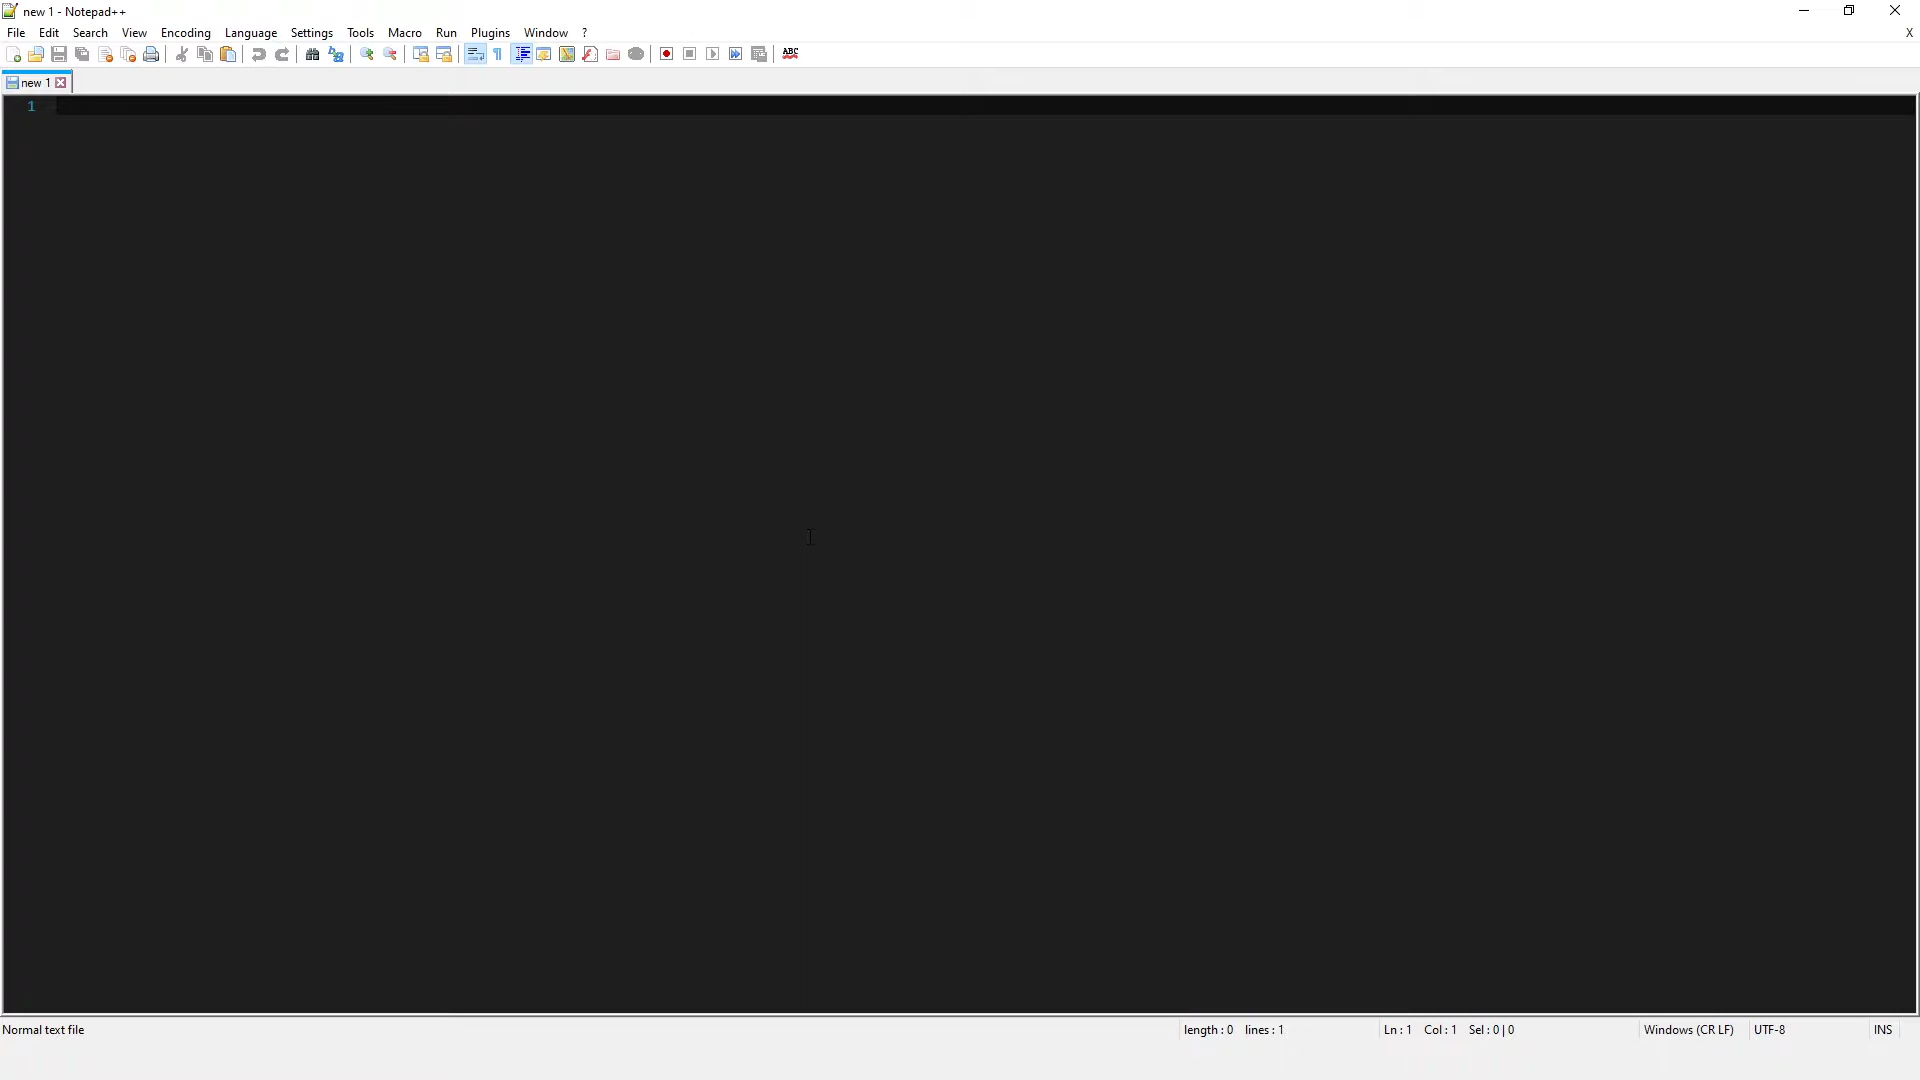 new 1 - Notepad++
File Edit Search View Encoding Language Settings Tools Macro Run Plugins Window ? X
ABC
new 1
1
Normal text file length : 0 lines : 1 Ln : 1 Col : 1 Sel : 0 | 0 Windows (CR LF) UTF-8 INS